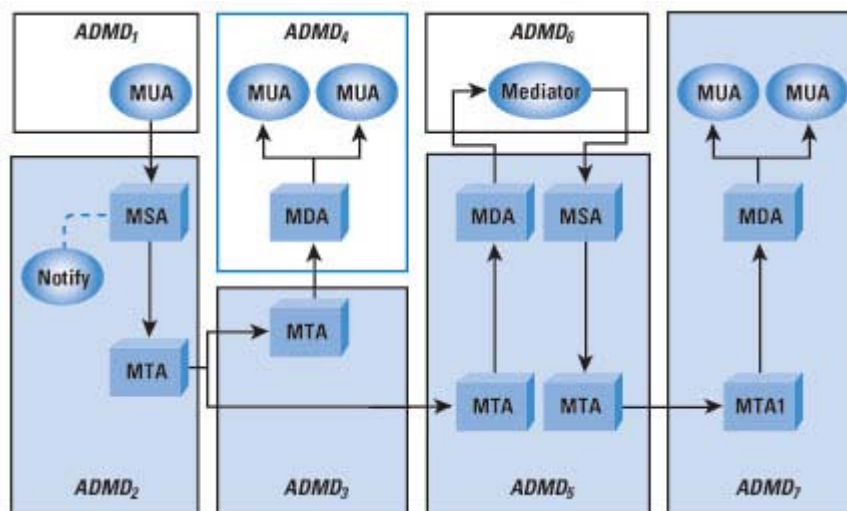 ADMD₁
MUA
MSA
Notify
MTA
ADMD₂
ADMD₄
MUA MUA
MDA
MTA
ADMD₃
ADMD₆
Mediator
MDA MSA
MTA MTA
ADMD₅
MUA MUA
MDA
MTA1
ADMD₇